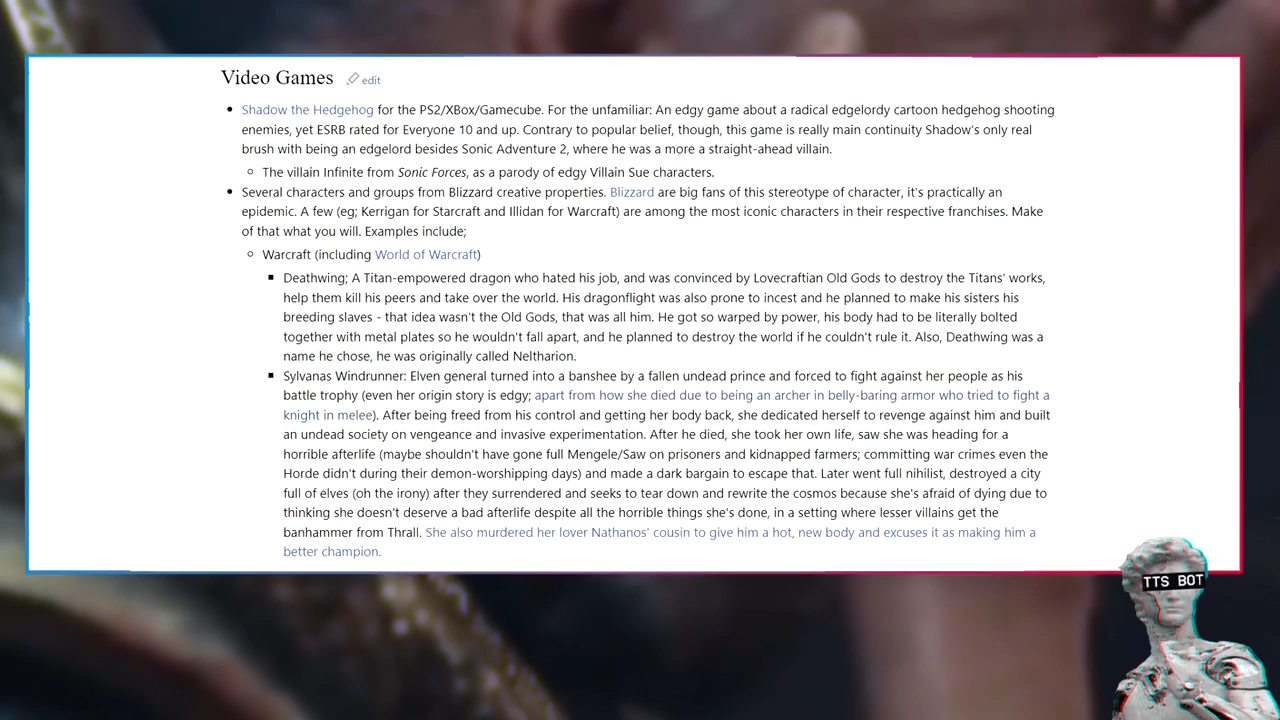 Video Games edit
Shadow the Hedgehog for the PS2/XBox/Gamecube. For the unfamiliar: An edgy game about a radical edgelordy cartoon hedgehog shooting
enemies, yet ESRB rated for Everyone 10 and up. Contrary to popular belief, though, this game is really main continuity Shadow's only real
brush with being an edgelord besides Sonic Adventure 2, where he was a more a straight-ahead villain.
The villain Infinite from Sonic Forces, as a parody of edgy Villain Sue characters.
Several characters and groups from Blizzard creative properties. Blizzard are big fans of this stereotype of character, it's practically an
epidemic. A few (eg; Kerrigan for Starcraft and Illidan for Warcraft) are among the most iconic characters in their respective franchises. Make
of that what you will. Examples include;
Warcraft (including World of Warcraft)
Deathwing; A Titan-empowered dragon who hated his job, and was convinced by Lovecraftian Old Gods to destroy the Titans' works,
help them kill his peers and take over the world. His dragonflight was also prone to incest and he planned to make his sisters his
breeding slaves - that idea wasn't the Old Gods, that was all him. He got so warped by power, his body had to be literally bolted
together with metal plates so he wouldn't fall apart, and he planned to destroy the world if he couldn't rule it. Also, Deathwing was a
name he chose, he was originally called Neltharion.
Sylvanas Windrunner: Elven general turned into a banshee by a fallen undead prince and forced to fight against her people as his
battle trophy (even her origin story is edgy; apart from how she died due to being an archer in belly-baring armor who tried to fight a
knight in melee). After being freed from his control and getting her body back, she dedicated herself to revenge against him and built
an undead society on vengeance and invasive experimentation. After he died, she took her own life, saw she was heading for a
horrible afterlife (maybe shouldn't have gone full Mengele/Saw on prisoners and kidnapped farmers; committing war crimes even the
Horde didn't during their demon-worshipping days) and made a dark bargain to escape that. Later went full nihilist, destroyed a city
full of elves (oh the irony) after they surrendered and seeks to tear down and rewrite the cosmos because she's afraid of dying due to
thinking she doesn't deserve a bad afterlife despite all the horrible things she's done, in a setting where lesser villains get the
banhammer from Thrall. She also murdered her lover Nathanos' cousin to give him a hot, new body and excuses it as making him a
better champion.
TTS BOT